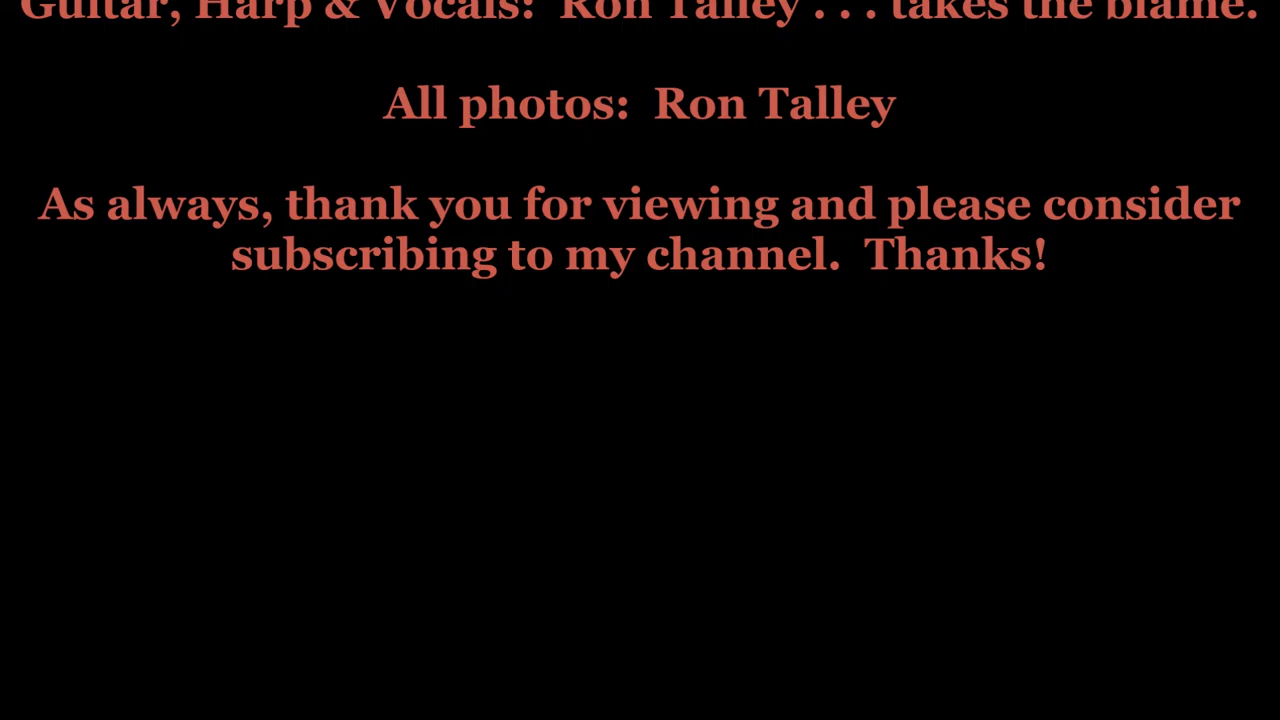 Guitar, Harp & Vocals:  Ron Talley . . . takes the blame.
All photos:  Ron Talley
As always, thank you for viewing and please consider
subscribing to my channel.  Thanks!